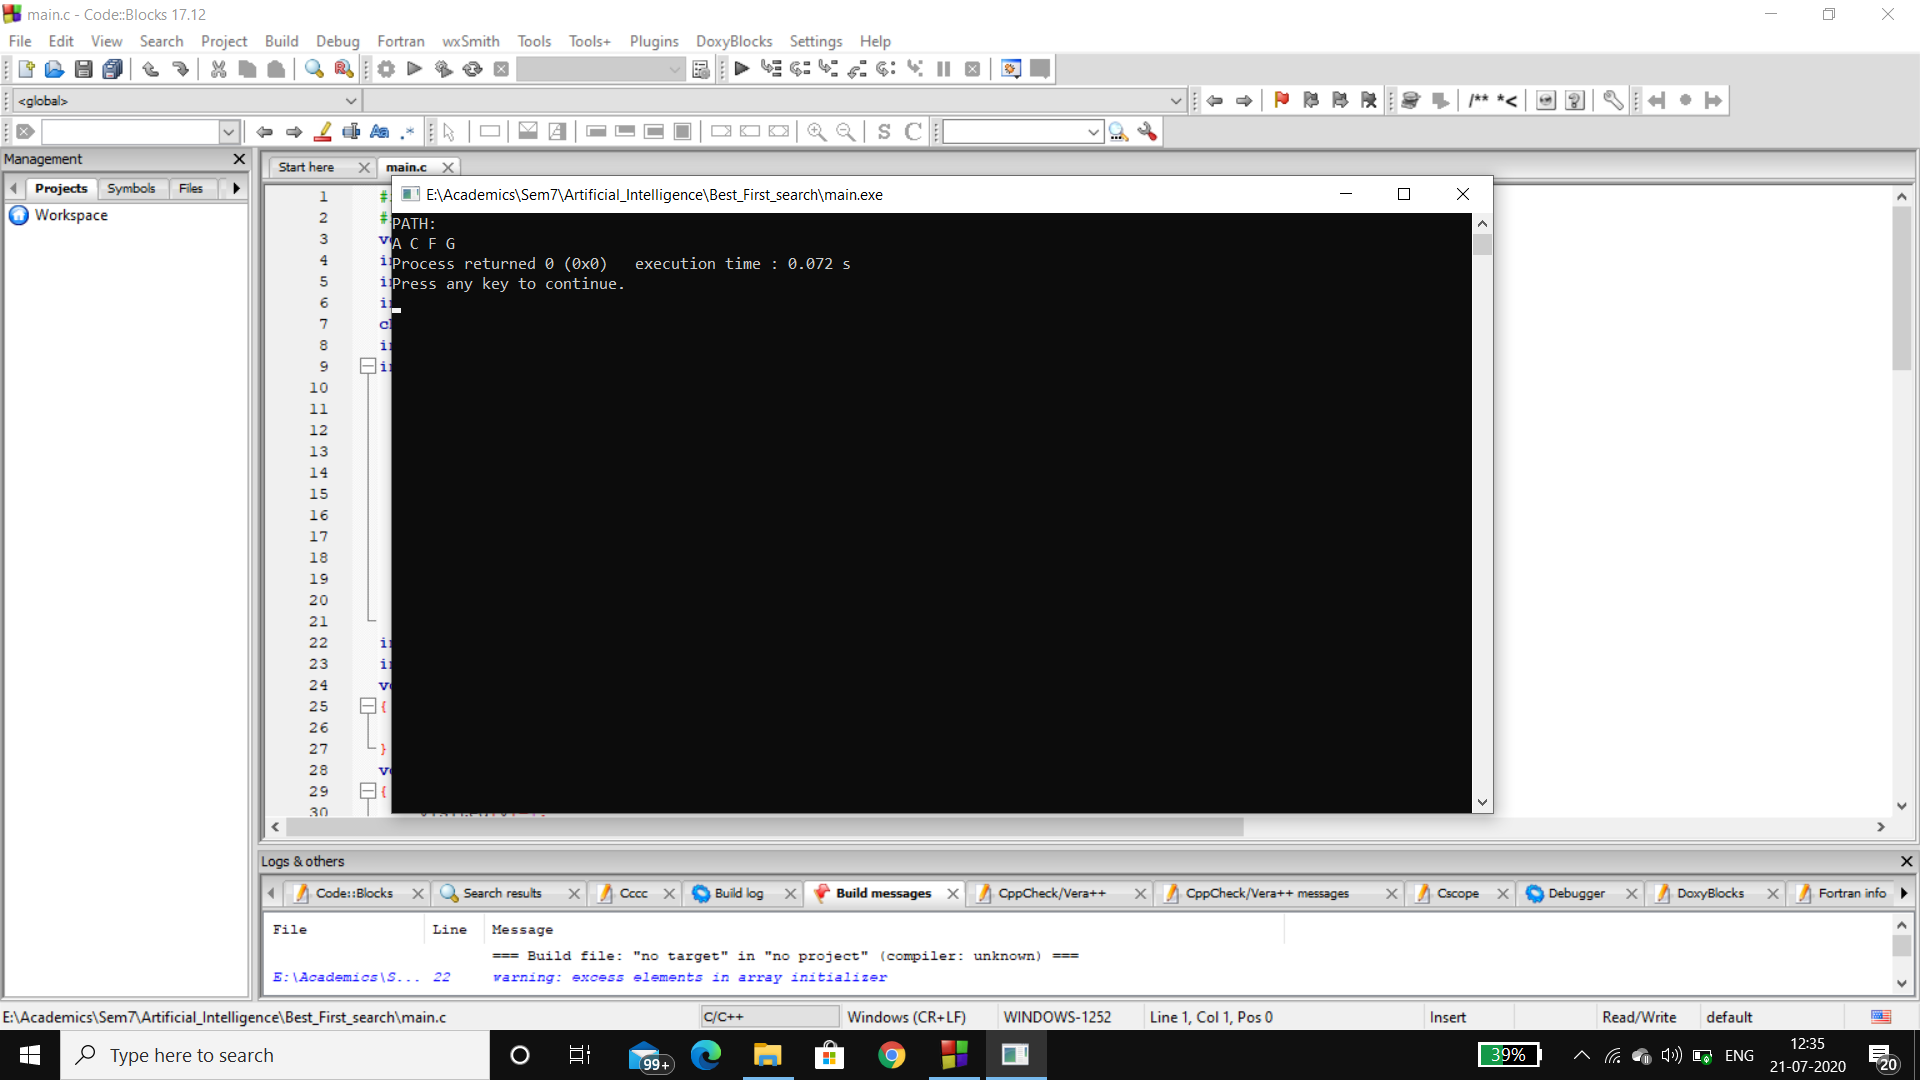 main.c - Code::Blocks 17.12
File Edit View Search Project Build Debug Fortran wxSmith Tools Tools+ Plugins DoxyBlocks Settings Help
<global>
/** *<
Aa .*
S C
Management
Projects Symbols Files
Workspace
Start here main.c
E:\Academics\Sem7\Artificial_Intelligence\Best_First_search\main.exe
PATH:
A C F G
Process returned 0 (0x0) execution time : 0.072 s
Press any key to continue.
1 #
2 #
3
4
5
6
7
8
9
10
11
12
13
14
15
16
17
18
19
20
21
22
23
24
25 {
26
27 }
28
29 {
30
Logs & others
Code::Blocks Search results Cccc Build log Build messages CppCheck/Vera++ CppCheck/Vera++ messages Cscope Debugger DoxyBlocks Fortran info
File Line Message
=== Build file: "no target" in "no project" (compiler: unknown) ===
E:\Academics\S... 22 warning: excess elements in array initializer
E:\Academics\Sem7\Artificial_Intelligence\Best_First_search\main.c C/C++ Windows (CR+LF) WINDOWS-1252 Line 1, Col 1, Pos 0 Insert Read/Write default
Type here to search
99+
39%
ENG
12:35
21-07-2020
20